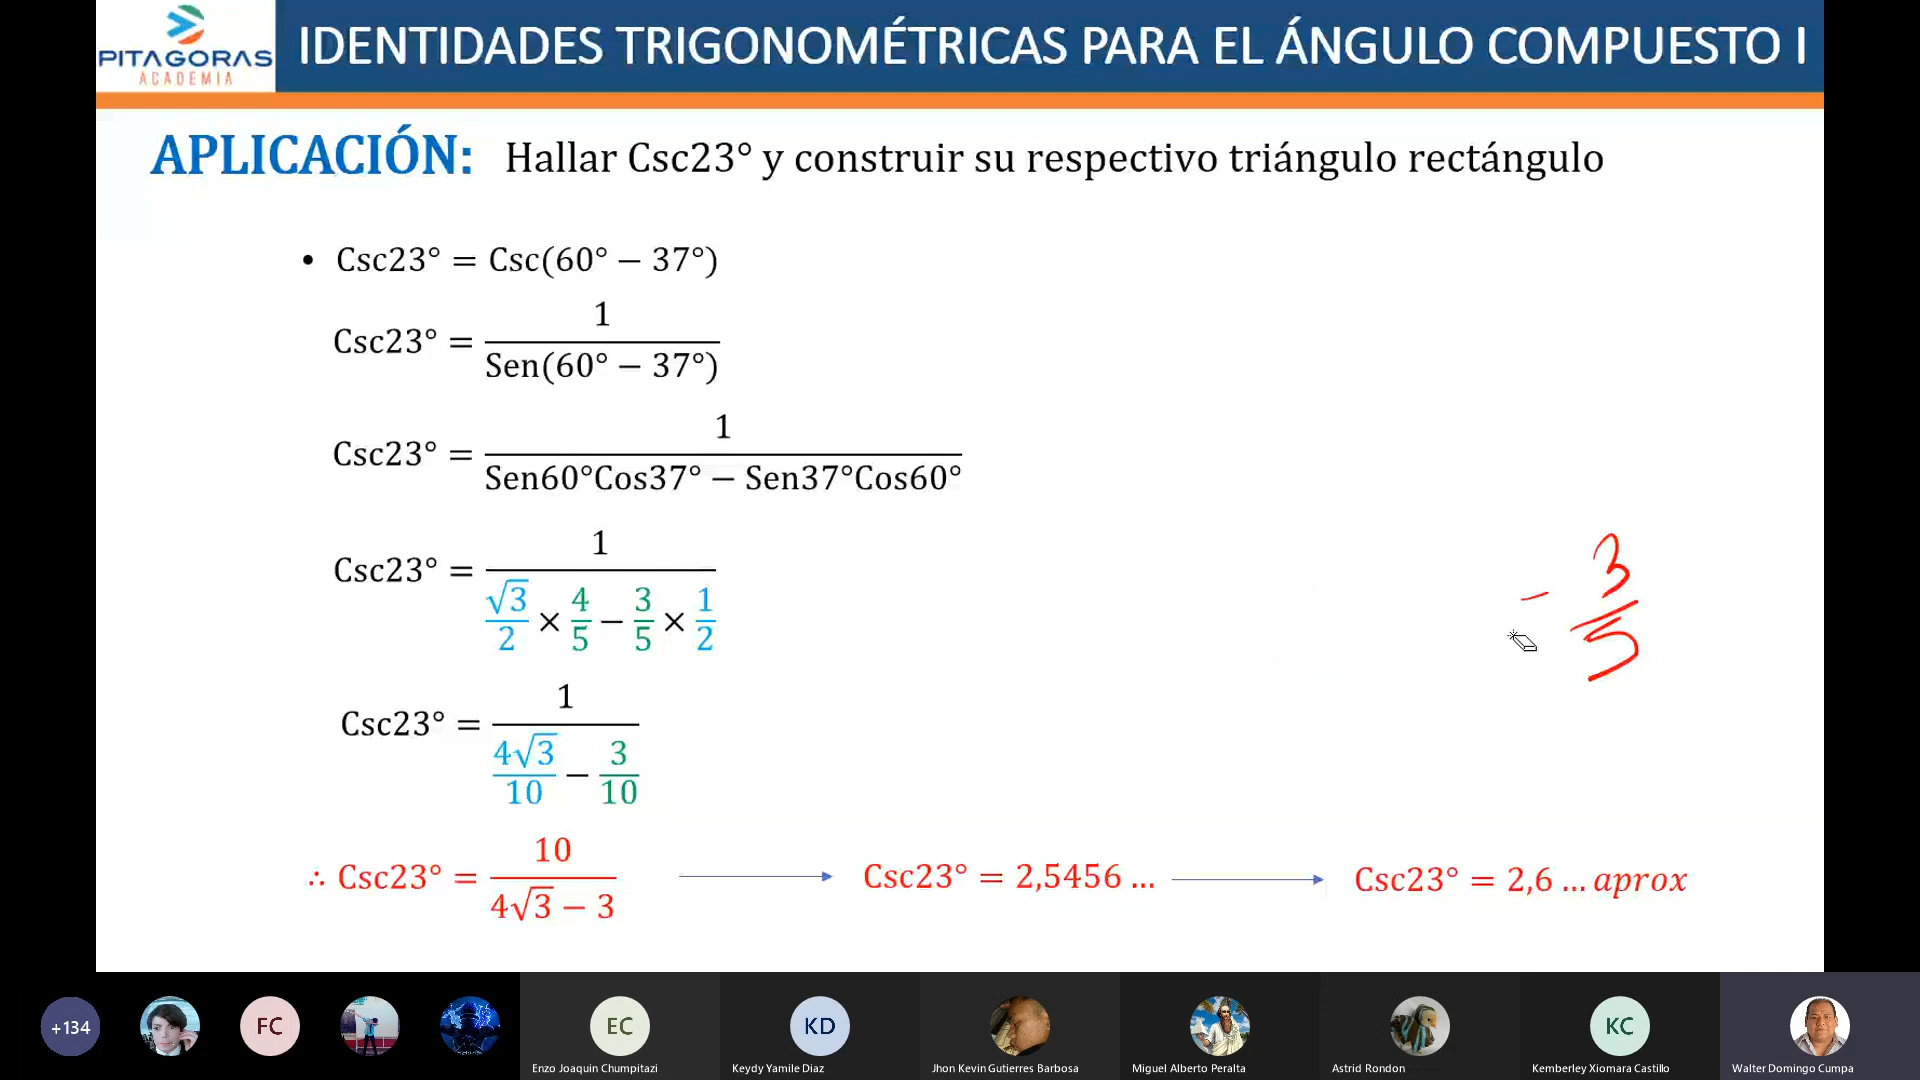 PITAGORAS
ACADEMIA
IDENTIDADES TRIGONOMÉTRICAS PARA EL ÁNGULO COMPUESTO I
APLICACIÓN: Hallar Csc23° y construir su respectivo triángulo rectángulo
• Csc23° = Csc(60° − 37°)
Csc23° = 1 / Sen(60° − 37°)
Csc23° = 1 / Sen60°Cos37° − Sen37°Cos60°
Csc23° = 1 / √3/2 × 4/5 − 3/5 × 1/2
Csc23° = 1 / 4√3/10 − 3/10
− 3/5
∴ Csc23° = 10 / 4√3 − 3
Csc23° = 2,5456 ...
Csc23° = 2,6 ... aprox
+134
FC
EC
KD
KC
Enzo Joaquin Chumpitazi
Keydy Yamile Diaz
Jhon Kevin Gutierres Barbosa
Miguel Alberto Peralta
Astrid Rondon
Kemberley Xiomara Castillo
Walter Domingo Cumpa